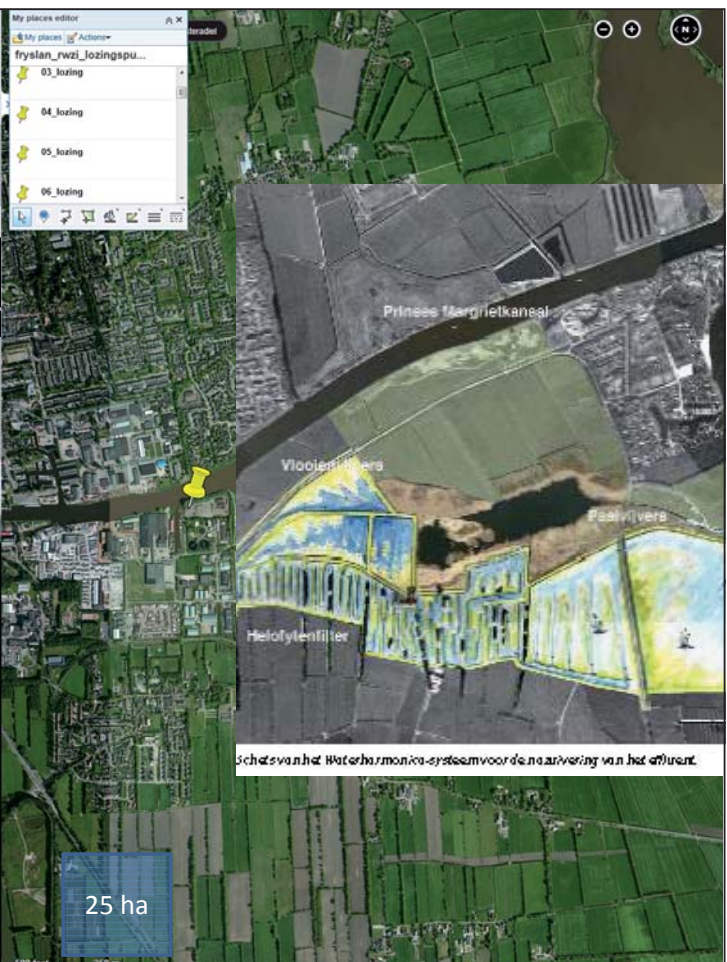 My places editor
My places Actions
fryslan_rwzi_lozingspu...
03_lozing
04_lozing
05_lozing
06_lozing
N
Prinses Margrietkanaal
Paaivijvers
Helofytenfilter
Schets van het Waterharmonica-systeem voor de nazuivering van het effluent.
25 ha